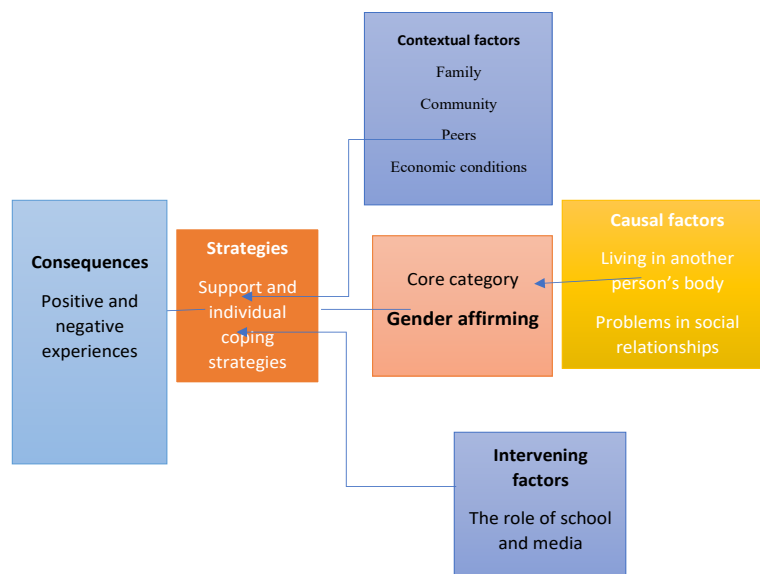 Contextual factors
Family
Community
Peers
Economic conditions
Consequences
Positive and
negative
experiences
Strategies
Support and
individual
coping
strategies
Core category
Gender affirming
Causal factors
Living in another
person’s body
Problems in social
relationships
Intervening
factors
The role of school
and media